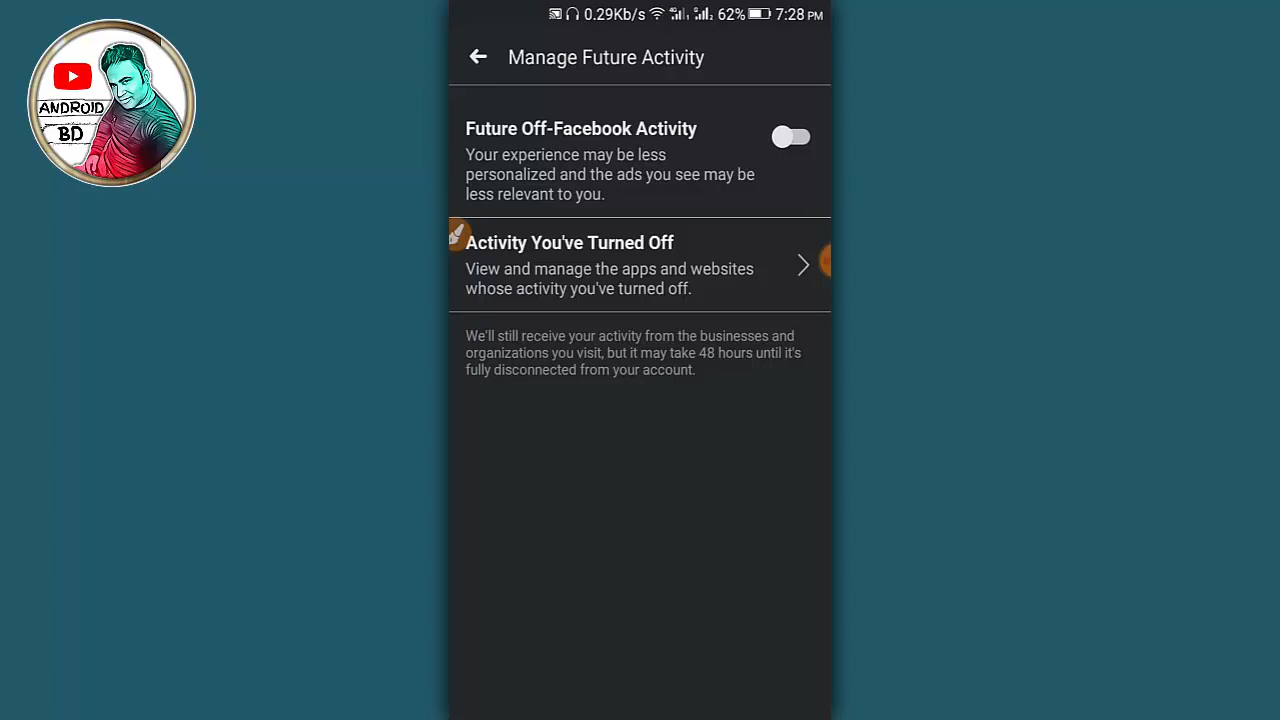 0.29Kb/s 62% 7:28 PM
Manage Future Activity
ANDROID
BD
Future Off-Facebook Activity
Your experience may be less
personalized and the ads you see may be
less relevant to you.
Activity You've Turned Off
View and manage the apps and websites
whose activity you've turned off.
We'll still receive your activity from the businesses and
organizations you visit, but it may take 48 hours until it's
fully disconnected from your account.